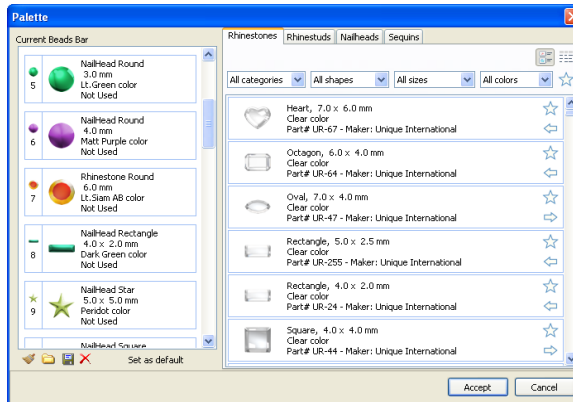 Palette
Current Beads Bar
5
NailHead Round
3.0 mm
Lt.Green color
Not Used
6
NailHead Round
4.0 mm
Matt Purple color
Not Used
7
Rhinestone Round
6.0 mm
Lt.Siam AB color
Not Used
8
NailHead Rectangle
4.0 x 2.0 mm
Dark Green color
Not Used
9
NailHead Star
5.0 x 5.0 mm
Peridot color
Not Used
NailHead Square
Set as default
Rhinestones Rhinestuds Nailheads Sequins
All categories All shapes All sizes All colors
Heart, 7.0 x 6.0 mm
Clear color
Part# UR-67 - Maker: Unique International
Octagon, 6.0 x 4.0 mm
Clear color
Part# UR-64 - Maker: Unique International
Oval, 7.0 x 4.0 mm
Clear color
Part# UR-47 - Maker: Unique International
Rectangle, 5.0 x 2.5 mm
Clear color
Part# UR-255 - Maker: Unique International
Rectangle, 4.0 x 2.0 mm
Clear color
Part# UR-24 - Maker: Unique International
Square, 4.0 x 4.0 mm
Clear color
Part# UR-44 - Maker: Unique International
Accept Cancel